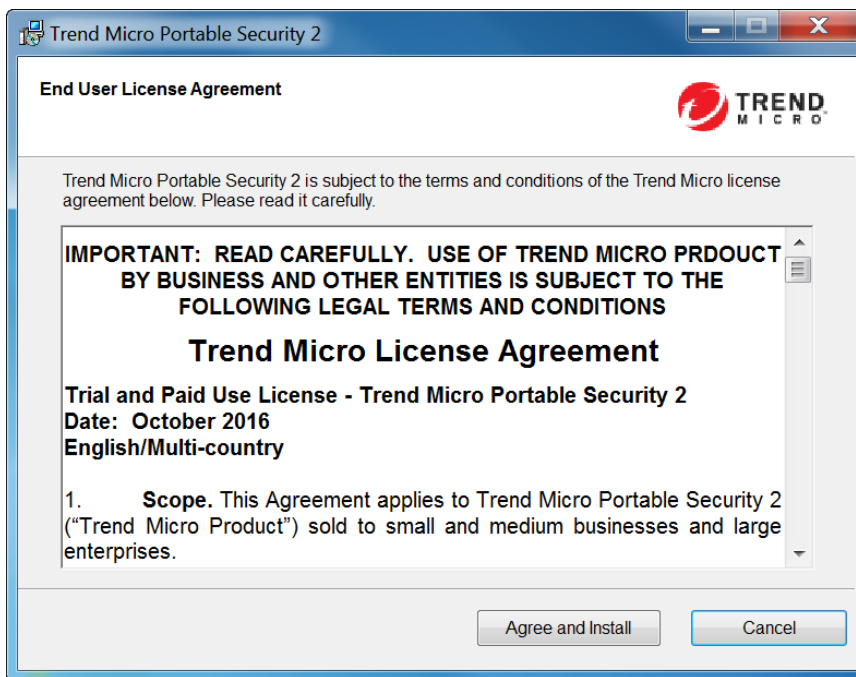 Trend Micro Portable Security 2
End User License Agreement
TREND
MICRO
Trend Micro Portable Security 2 is subject to the terms and conditions of the Trend Micro license
agreement below. Please read it carefully.
IMPORTANT: READ CAREFULLY. USE OF TREND MICRO PRDOUCT
BY BUSINESS AND OTHER ENTITIES IS SUBJECT TO THE
FOLLOWING LEGAL TERMS AND CONDITIONS
Trend Micro License Agreement
Trial and Paid Use License - Trend Micro Portable Security 2
Date: October 2016
English/Multi-country
1. Scope. This Agreement applies to Trend Micro Portable Security 2
(“Trend Micro Product”) sold to small and medium businesses and large
enterprises.
Agree and Install
Cancel